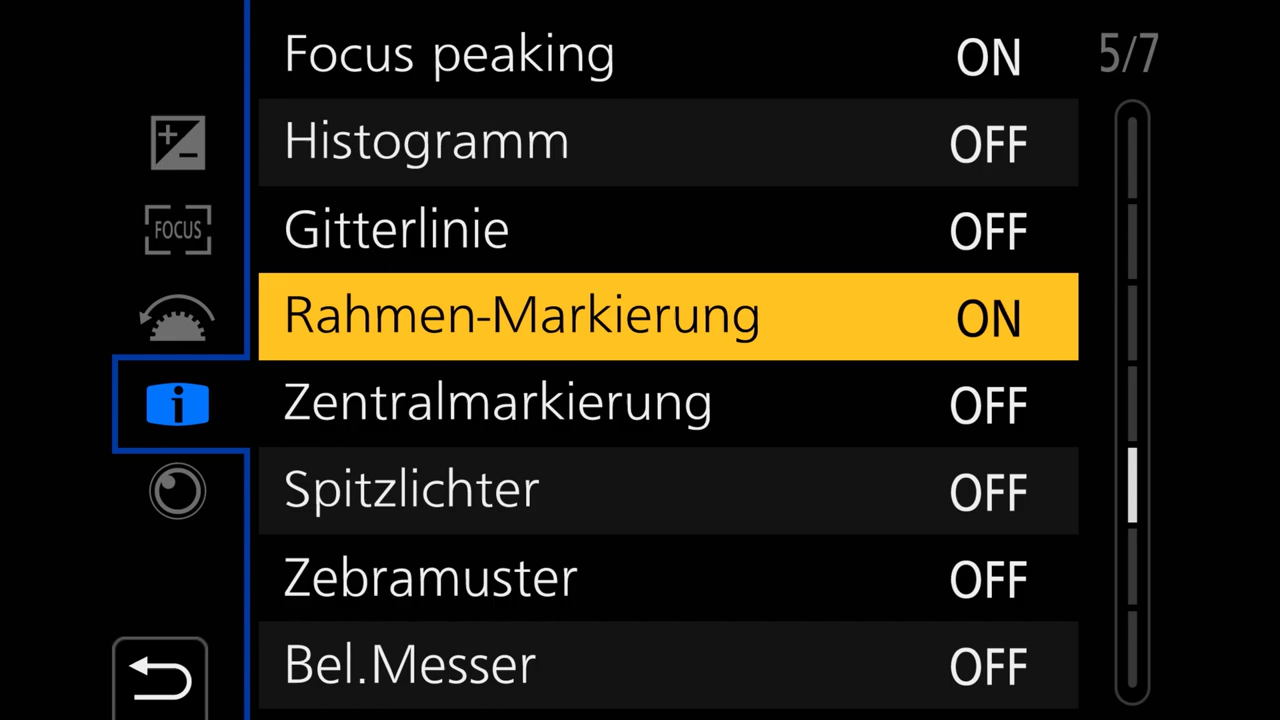 Focus peaking ON 5/7
Histogramm OFF
FOCUS Gitterlinie OFF
Rahmen-Markierung ON
Zentralmarkierung OFF
Spitzlichter OFF
Zebramuster OFF
Bel.Messer OFF